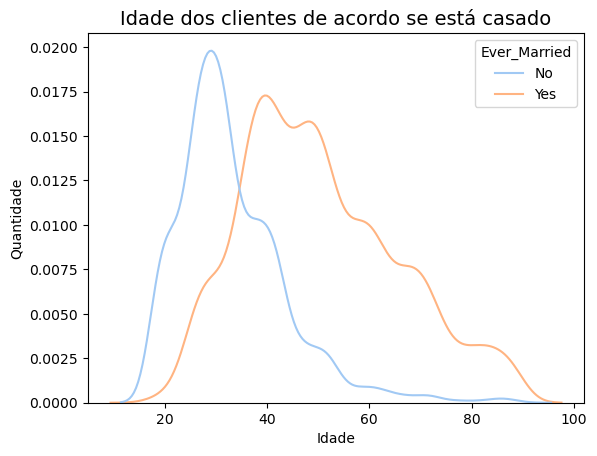 Idade dos clientes de acordo se está casado
Ever_Married
No
Yes
Quantidade
0.0200
0.0175
0.0150
0.0125
0.0100
0.0075
0.0050
0.0025
0.0000
20
40
60
80
100
Idade